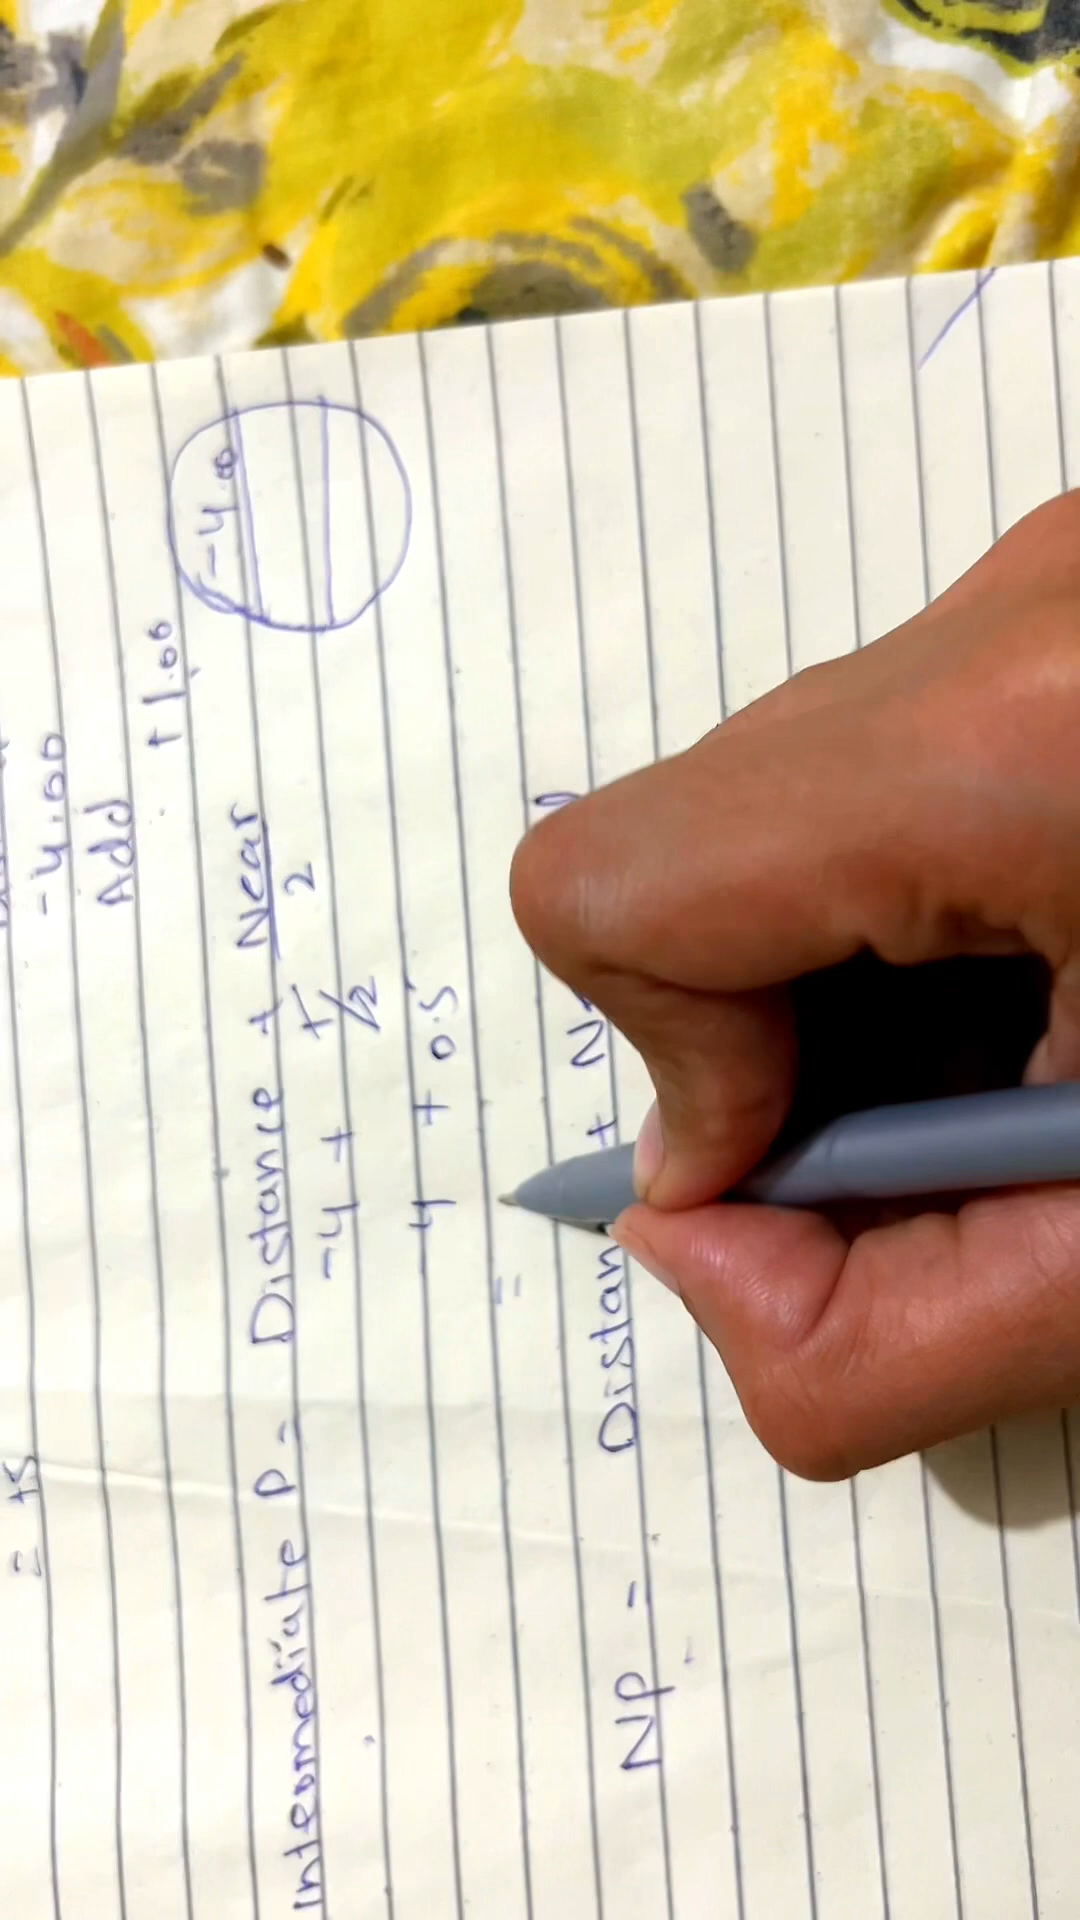 -4.00
= +5
Add
+1.00
-4.00
Intermediate P = Distance + Near
2
-4 + +1/2
-4 + 0.5
=
NP = Distan + N